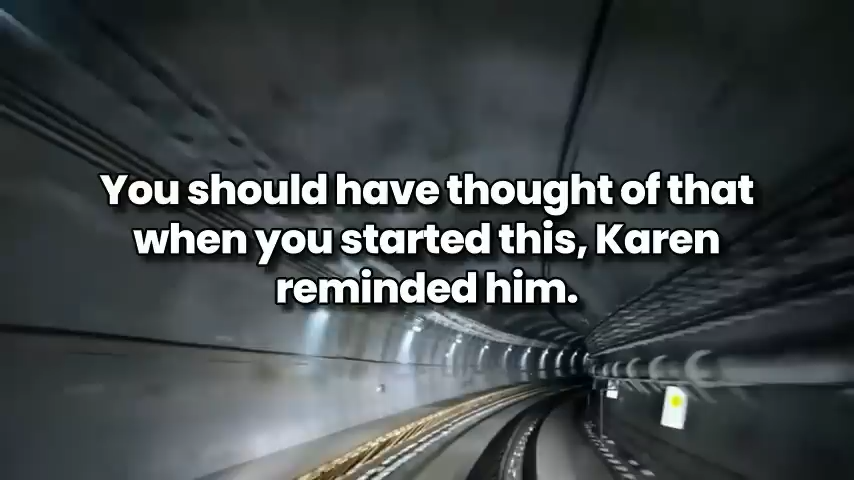 You should have thought of that
when you started this, Karen
reminded him.